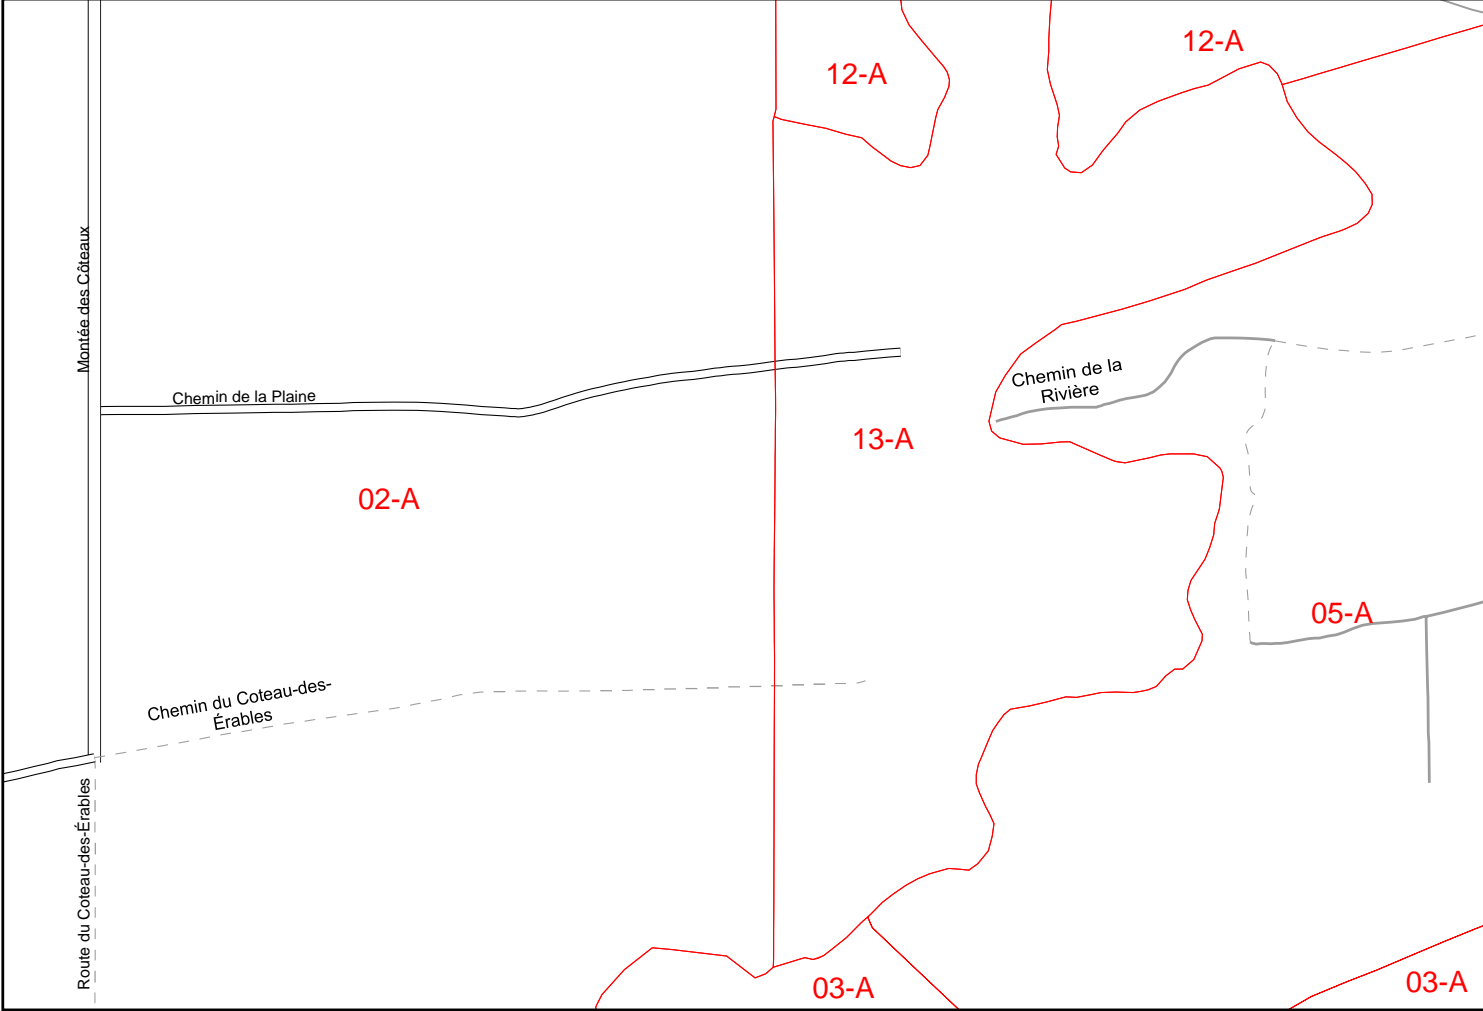 12-A
12-A
Montée des Côteaux
Chemin de la Plaine
Chemin de la
Rivière
13-A
02-A
05-A
Chemin du Coteau-des-
Érables
Route du Coteau-des-Érables
03-A
03-A